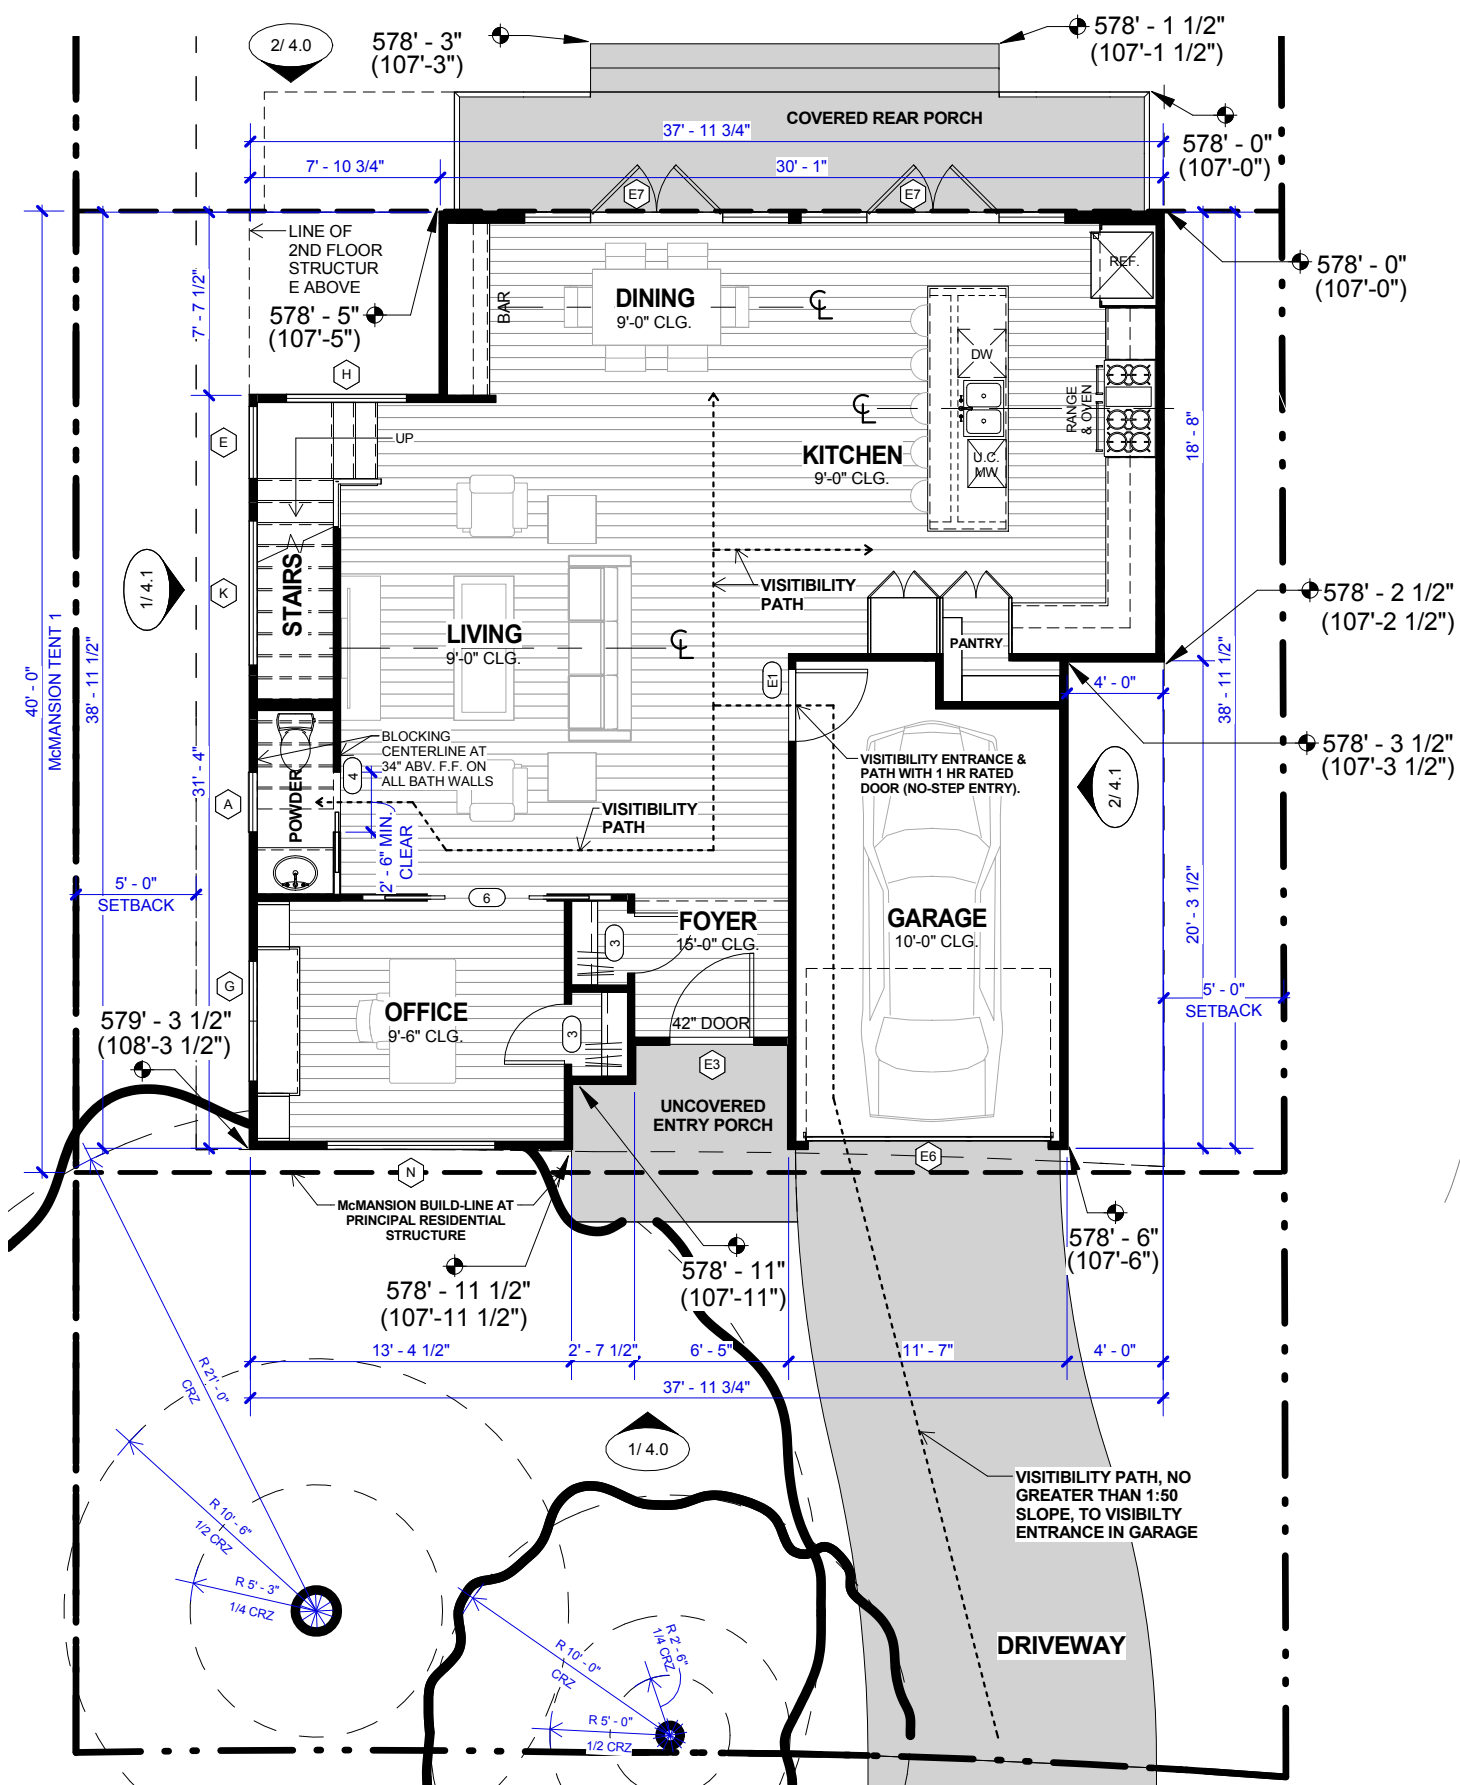 2/ 4.0
578' - 3"
(107'-3")
578' - 1 1/2"
(107'-1 1/2")
COVERED REAR PORCH
37' - 11 3/4"
578' - 0"
(107'-0")
7' - 10 3/4"
30' - 1"
E7
E7
LINE OF
2ND FLOOR
STRUCTUR
E ABOVE
578' - 5"
(107'-5")
578' - 0"
(107'-0")
REF.
BAR
DINING
9'-0" CLG.
CL
DW
7' - 7 1/2"
H
RANGE
& OVEN
CL
E
UP
KITCHEN
9'-0" CLG.
U.C.
MW
18' - 8"
1/ 4.1
K
STAIRS
VISITIBILITY
PATH
578' - 2 1/2"
(107'-2 1/2")
McMANSION TENT 1
40' - 0"
38' - 11 1/2"
LIVING
9'-0" CLG.
CL
PANTRY
E1
4' - 0"
38' - 11 1/2"
BLOCKING
CENTERLINE AT
34" ABV. F.F. ON
ALL BATH WALLS
578' - 3 1/2"
(107'-3 1/2")
VISITIBILITY ENTRANCE &
PATH WITH 1 HR RATED
DOOR (NO-STEP ENTRY).
31' - 4"
A
POWDER
4
2' - 6" MIN.
CLEAR
VISITIBILITY
PATH
2/ 4.1
5' - 0"
SETBACK
6
FOYER
15'-0" CLG.
3
GARAGE
10'-0" CLG.
20' - 3 1/2"
G
OFFICE
9'-6" CLG.
3
42" DOOR
5' - 0"
SETBACK
579' - 3 1/2"
(108'-3 1/2")
E3
UNCOVERED
ENTRY PORCH
N
E6
McMANSION BUILD-LINE AT
PRINCIPAL RESIDENTIAL
STRUCTURE
578' - 6"
(107'-6")
578' - 11 1/2"
(107'-11 1/2")
578' - 11"
(107'-11")
13' - 4 1/2"
2' - 7 1/2"
6' - 5"
11' - 7"
4' - 0"
37' - 11 3/4"
R 21' - 0"
CRZ
1/ 4.0
VISITIBILITY PATH, NO
GREATER THAN 1:50
SLOPE, TO VISIBILTY
ENTRANCE IN GARAGE
R 10' - 6"
1/2 CRZ
R 5' - 3"
1/4 CRZ
R 10' - 0"
CRZ
R 2' - 6"
1/4 CRZ
R 5' - 0"
1/2 CRZ
DRIVEWAY